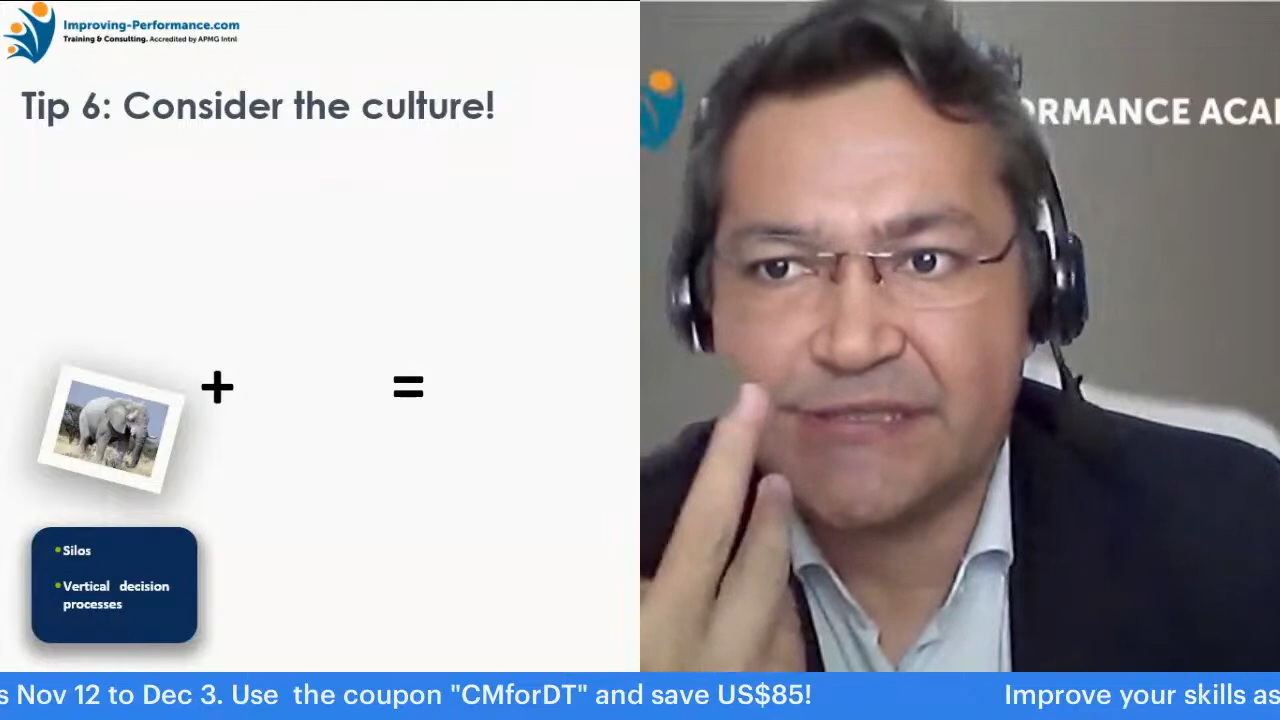 Improving-Performance.com
Training & Consulting. Accredited by APMG Intnl
Tip 6: Consider the culture!
+
=
•Silos
•Vertical decision
processes
ORMANCE ACA
s Nov 12 to Dec 3. Use the coupon "CMforDT" and save US$85!
Improve your skills as